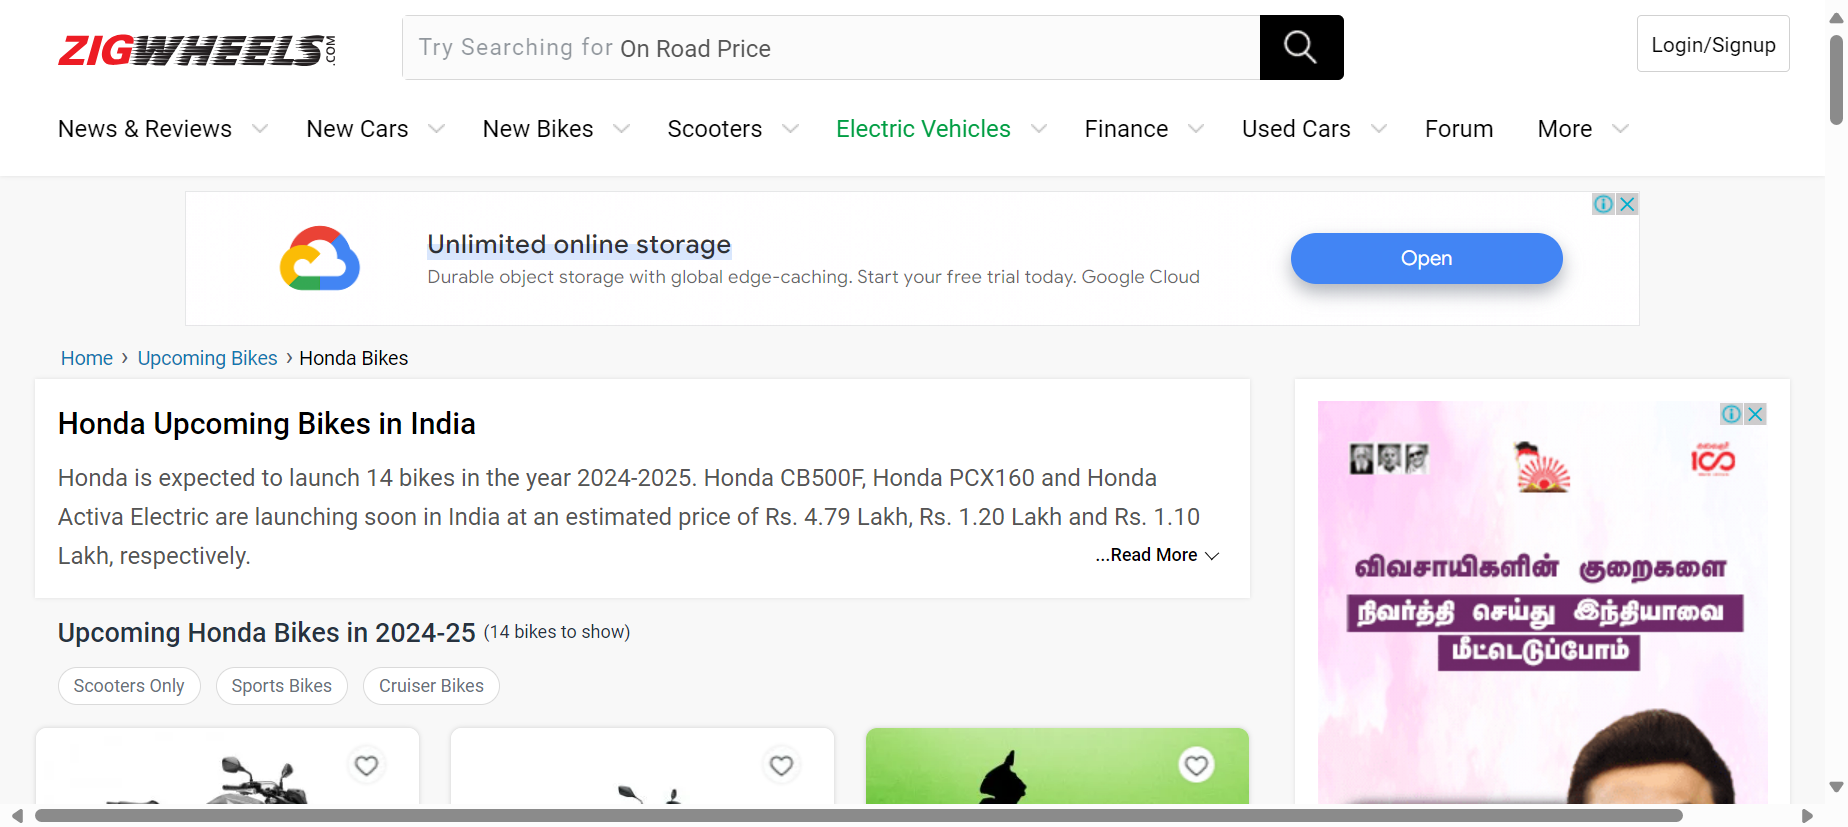 ZIGWHEELS.COM
Try Searching for On Road Price
Login/Signup
News & Reviews
New Cars
New Bikes
Scooters
Electric Vehicles
Finance
Used Cars
Forum
More
Unlimited online storage
Durable object storage with global edge-caching. Start your free trial today. Google Cloud
Open
Home › Upcoming Bikes › Honda Bikes
Honda Upcoming Bikes in India
Honda is expected to launch 14 bikes in the year 2024-2025. Honda CB500F, Honda PCX160 and Honda
Activa Electric are launching soon in India at an estimated price of Rs. 4.79 Lakh, Rs. 1.20 Lakh and Rs. 1.10
Lakh, respectively.
...Read More
Upcoming Honda Bikes in 2024-25 (14 bikes to show)
Scooters Only
Sports Bikes
Cruiser Bikes
100
விவசாயிகளின் குறைகளை
நிவர்த்தி செய்து இந்தியாவை
மீட்டெடுப்போம்